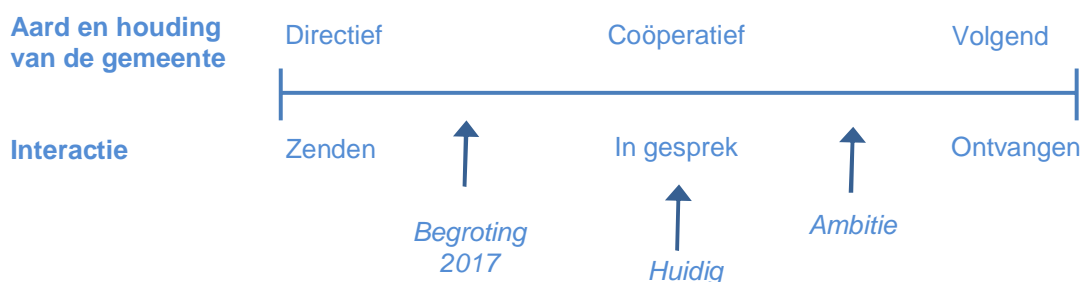 Aard en houding
van de gemeente
Directief
Coöperatief
Volgend
Interactie
Zenden
In gesprek
Ontvangen
Begroting
2017
Huidig
Ambitie